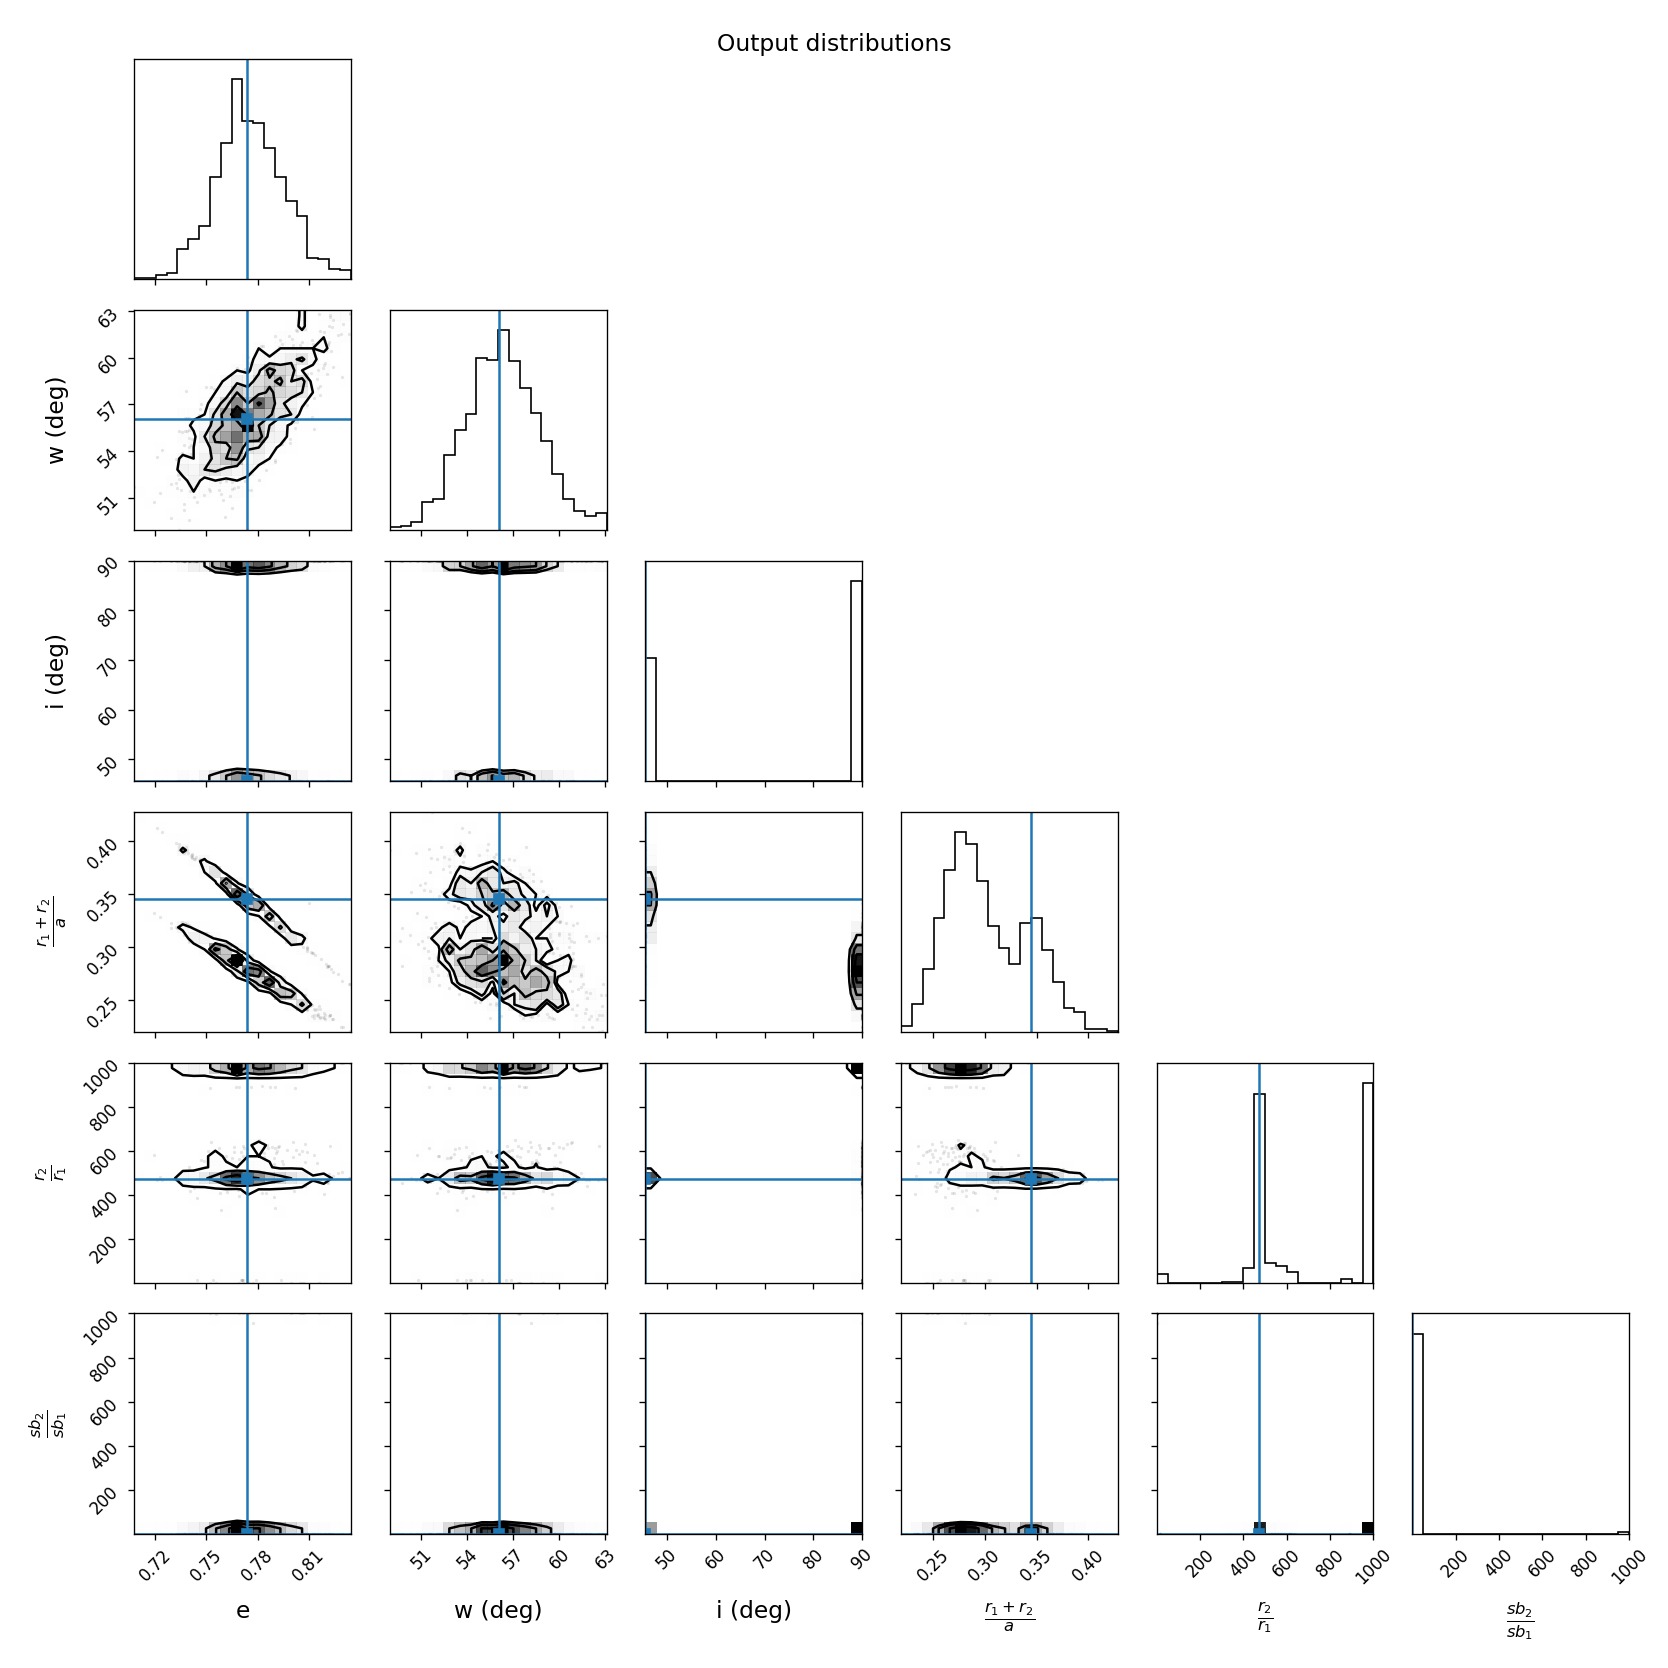 Output distributions
63
60
57
54
51
w (deg)
90
80
70
60
50
i (deg)
0.40
0.35
0.30
0.25
r₁ + r₂
a
1000
800
600
400
200
r₂
r₁
1000
800
600
400
200
sb₂
sb₁
0.72 0.75 0.78 0.81
51 54 57 60 63
50 60 70 80 90
0.25 0.30 0.35 0.40
200 400 600 800 1000
200 400 600 800 1000
e
w (deg)
i (deg)
r₁ + r₂
a
r₂
r₁
sb₂
sb₁